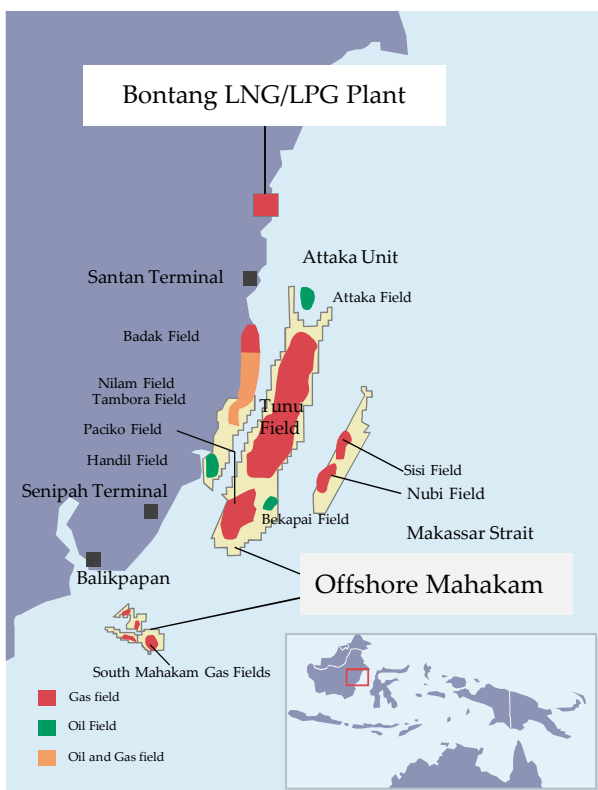 Bontang LNG/LPG Plant
Attaka Unit
Santan Terminal
Attaka Field
Badak Field
Nilam Field
Tambora Field
Tunu
Field
Paciko Field
Handil Field
Sisi Field
Senipah Terminal
Nubi Field
Bekapai Field
Makassar Strait
Balikpapan
Offshore Mahakam
South Mahakam Gas Fields
Gas field
Oil Field
Oil and Gas field